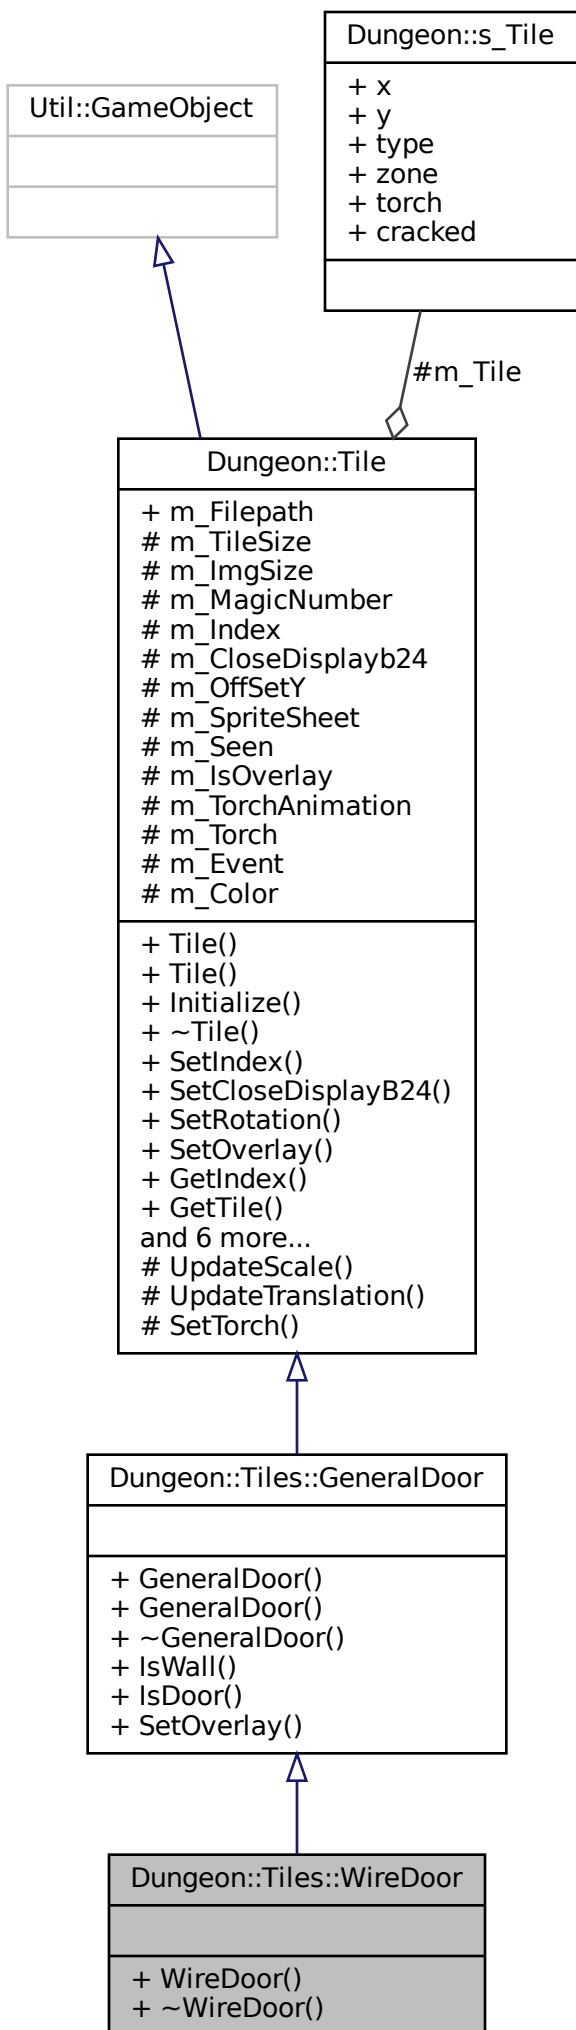 Dungeon::s_Tile
+ x
+ y
+ type
+ zone
+ torch
+ cracked
Util::GameObject
#m_Tile
Dungeon::Tile
+ m_Filepath
# m_TileSize
# m_ImgSize
# m_MagicNumber
# m_Index
# m_CloseDisplayb24
# m_OffSetY
# m_SpriteSheet
# m_Seen
# m_IsOverlay
# m_TorchAnimation
# m_Torch
# m_Event
# m_Color
+ Tile()
+ Tile()
+ Initialize()
+ ~Tile()
+ SetIndex()
+ SetCloseDisplayB24()
+ SetRotation()
+ SetOverlay()
+ GetIndex()
+ GetTile()
and 6 more...
# UpdateScale()
# UpdateTranslation()
# SetTorch()
Dungeon::Tiles::GeneralDoor
+ GeneralDoor()
+ GeneralDoor()
+ ~GeneralDoor()
+ IsWall()
+ IsDoor()
+ SetOverlay()
Dungeon::Tiles::WireDoor
+ WireDoor()
+ ~WireDoor()